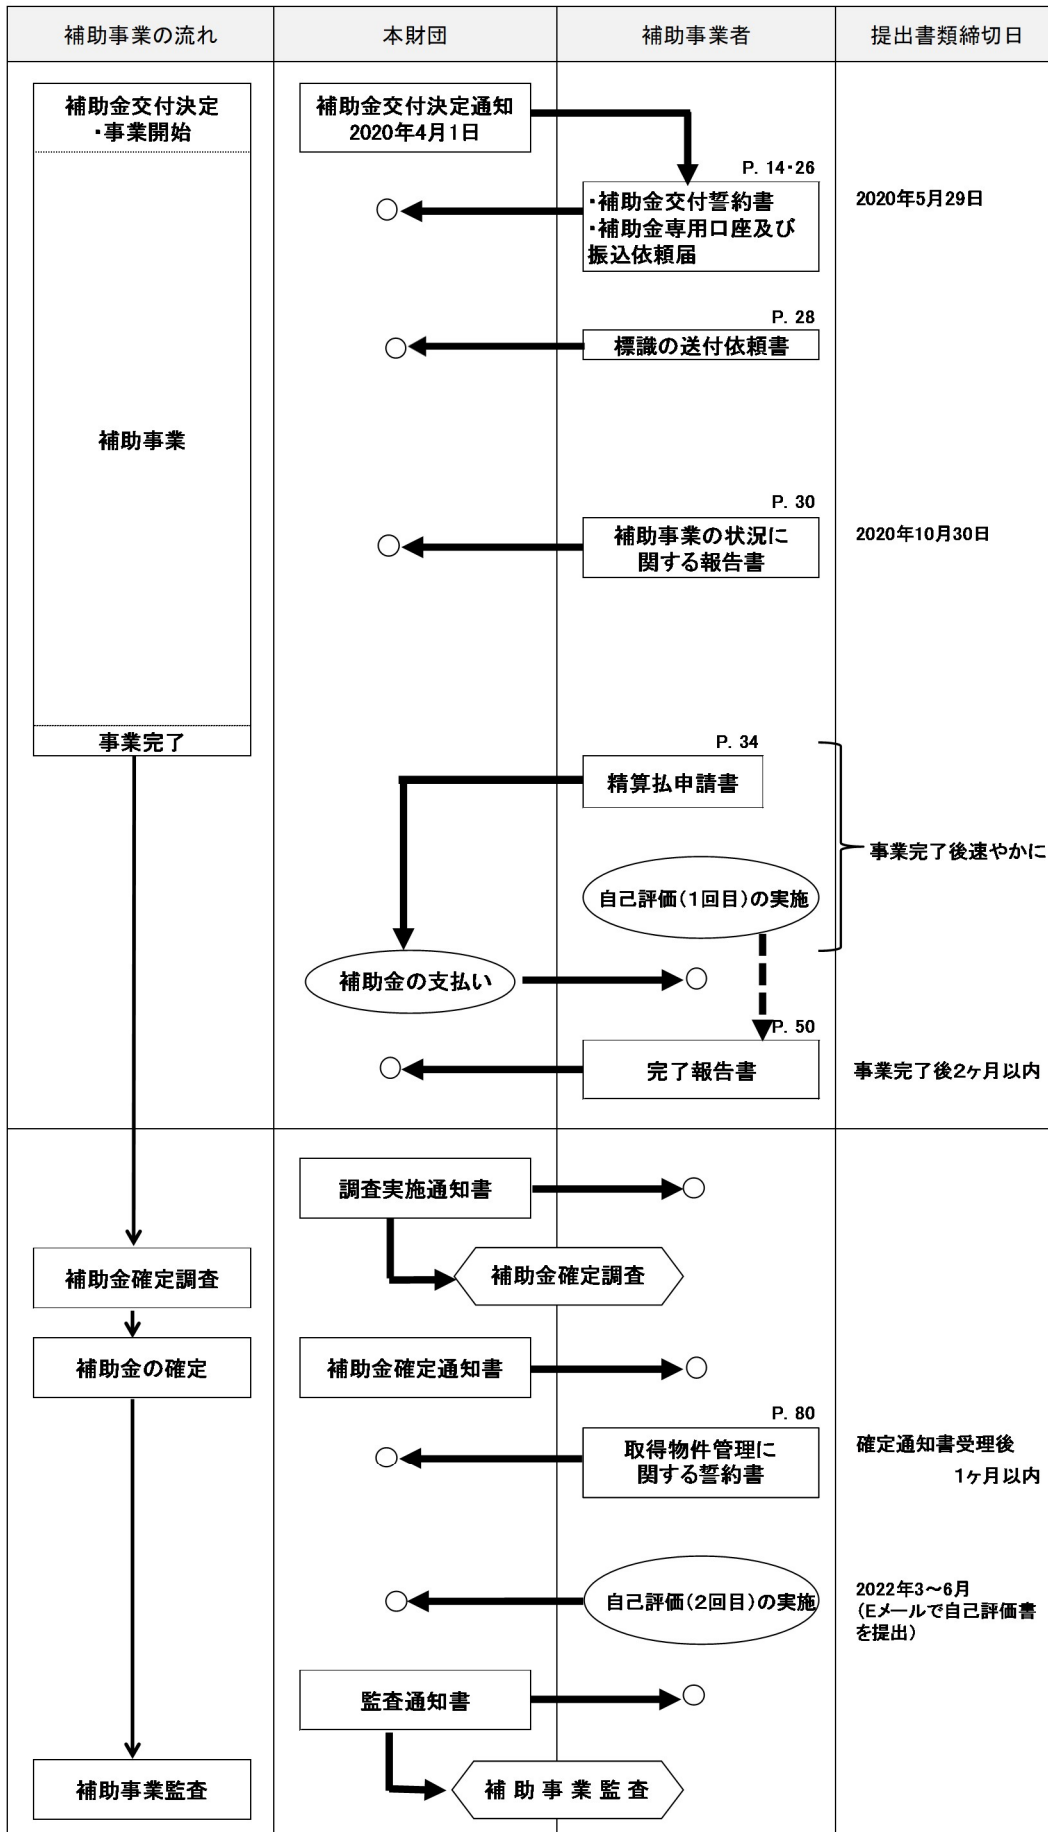 補助事業の流れ
本財団
補助事業者
提出書類締切日
補助金交付決定
・事業開始
補助金交付決定通知
2020年4月1日
P. 14・26
・補助金交付誓約書
・補助金専用口座及び
振込依頼届
2020年5月29日
P. 28
標識の送付依頼書
補助事業
P. 30
補助事業の状況に
関する報告書
2020年10月30日
事業完了
P. 34
精算払申請書
事業完了後速やかに
自己評価(1回目)の実施
補助金の支払い
P. 50
完了報告書
事業完了後2ヶ月以内
調査実施通知書
補助金確定調査
補助金確定調査
補助金の確定
補助金確定通知書
P. 80
取得物件管理に
関する誓約書
確定通知書受理後
1ヶ月以内
自己評価(2回目)の実施
2022年3~6月
(Eメールで自己評価書
を提出)
監査通知書
補助事業監査
補 助 事 業 監 査